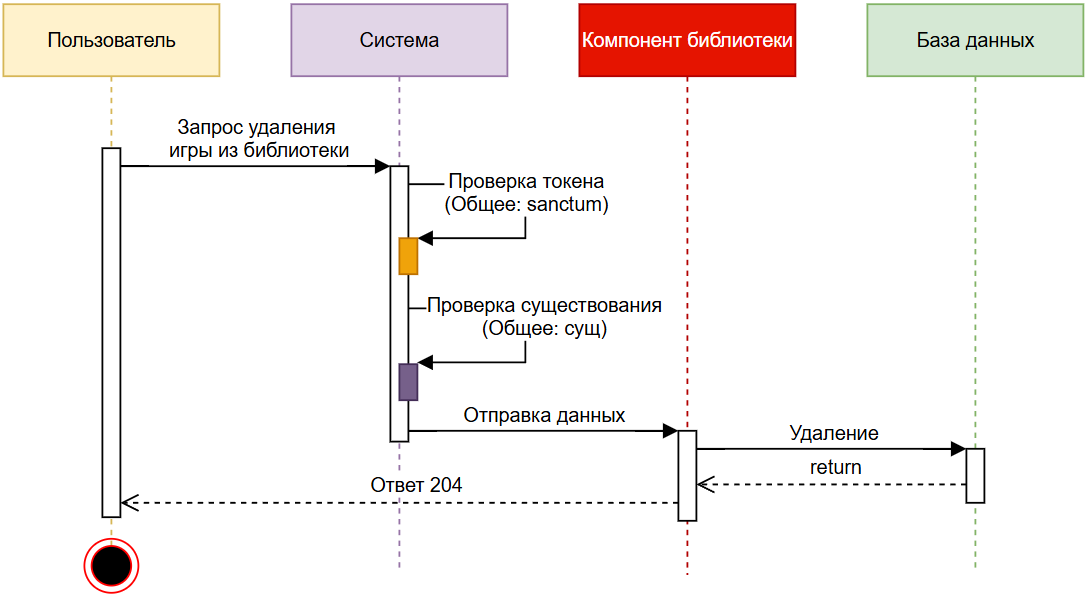 Пользователь
Система
Компонент библиотеки
База данных
Запрос удаления
игры из библиотеки
Проверка токена
(Общее: sanctum)
Проверка существования
(Общее: сущ)
Отправка данных
Удаление
return
Ответ 204